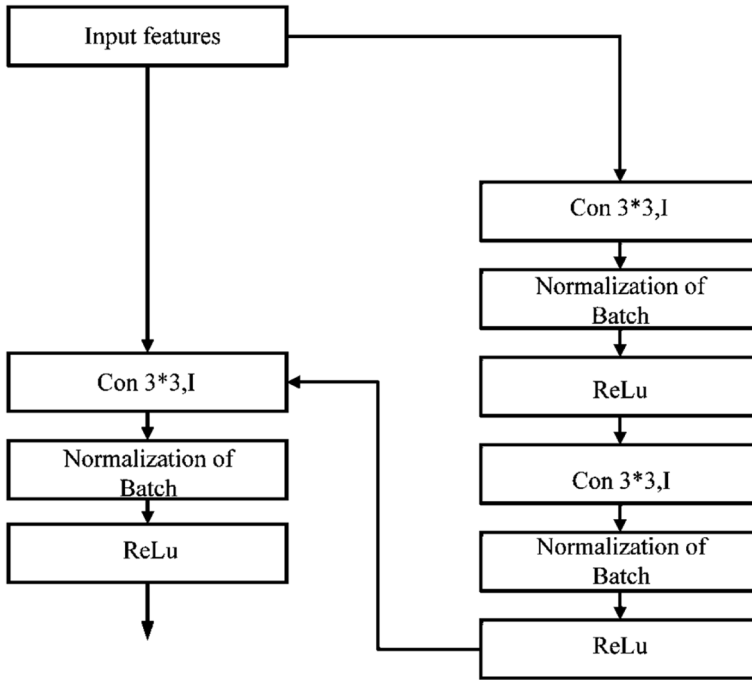 Input features
Con 3*3,I
Normalization of
Batch
ReLu
Con 3*3,I
Normalization of
Batch
ReLu
Con 3*3,I
Normalization of
Batch
ReLu